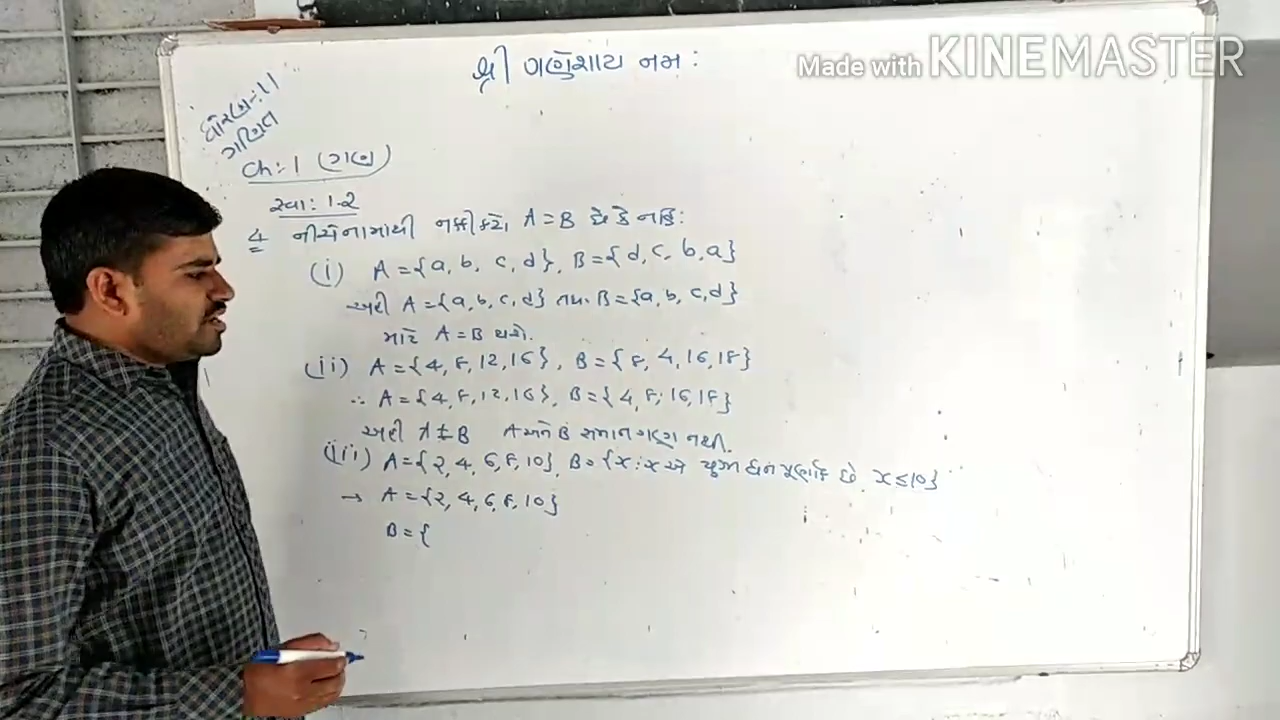 શ્રી ગણેશાય નમઃ
Made with KINEMASTER
ધોરણ:-11
ગણિત
Ch:1 (ગણ)
સ્વા: 1.2
4 નીચેનામાંથી નક્કી કરો, A = B છે કે નહિ:
(i) A = {a, b, c, d}, B = {d, c, b, a}
અહી A = {a, b, c, d} તથા B = {a, b, c, d}
માટે A = B થશે.
(ii) A = {4, 8, 12, 16}, B = {8, 4, 16, 18}
∴ A = {4, 8, 12, 16}, B = {4, 8, 16, 18}
અહી A ≠ B A અને B સમાન ગણ નથી.
(iii) A = {2, 4, 6, 8, 10}, B = {x : x એ યુગ્મ ધન પૂર્ણાંક છે, x ≤ 10}
→ A = {2, 4, 6, 8, 10}
B = {